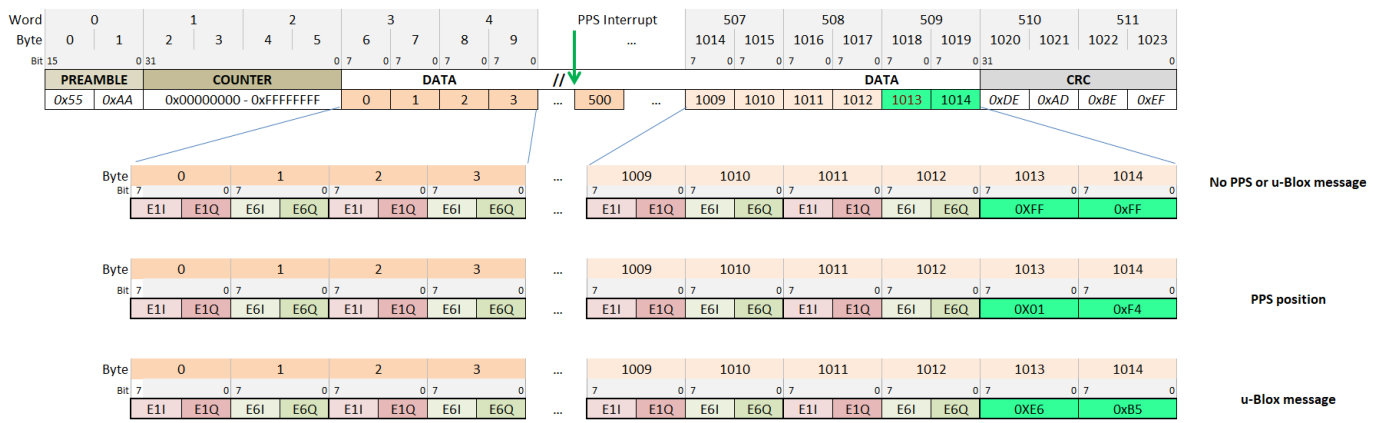 Word 0 1 2 3 4 PPS Interrupt 507 508 509 510 511
Byte 0 1 2 3 4 5 6 7 8 9 ... 1014 1015 1016 1017 1018 1019 1020 1021 1022 1023
Bit 15 0 31 0 7 0 7 0 7 0 7 0 7 0 7 0 7 0 7 0 7 0 7 0 31 0
PREAMBLE COUNTER DATA // DATA CRC
0x55 0xAA 0x00000000 - 0xFFFFFFFF 0 1 2 3 ... 500 ... 1009 1010 1011 1012 1013 1014 0xDE 0xAD 0xBE 0xEF
Byte 0 1 2 3 ... 1009 1010 1011 1012 1013 1014
Bit 7 0 7 0 7 0 7 0 7 0 7 0 7 0 7 0 7 0 7 0
E1I E1Q E6I E6Q E1I E1Q E6I E6Q ... E1I E1Q E6I E6Q E1I E1Q E6I E6Q 0XFF 0xFF
No PPS or u-Blox message
Byte 0 1 2 3 ... 1009 1010 1011 1012 1013 1014
Bit 7 0 7 0 7 0 7 0 7 0 7 0 7 0 7 0 7 0 7 0
E1I E1Q E6I E6Q E1I E1Q E6I E6Q ... E1I E1Q E6I E6Q E1I E1Q E6I E6Q 0X01 0xF4
PPS position
Byte 0 1 2 3 ... 1009 1010 1011 1012 1013 1014
Bit 7 0 7 0 7 0 7 0 7 0 7 0 7 0 7 0 7 0 7 0
E1I E1Q E6I E6Q E1I E1Q E6I E6Q ... E1I E1Q E6I E6Q E1I E1Q E6I E6Q 0XE6 0xB5
u-Blox message